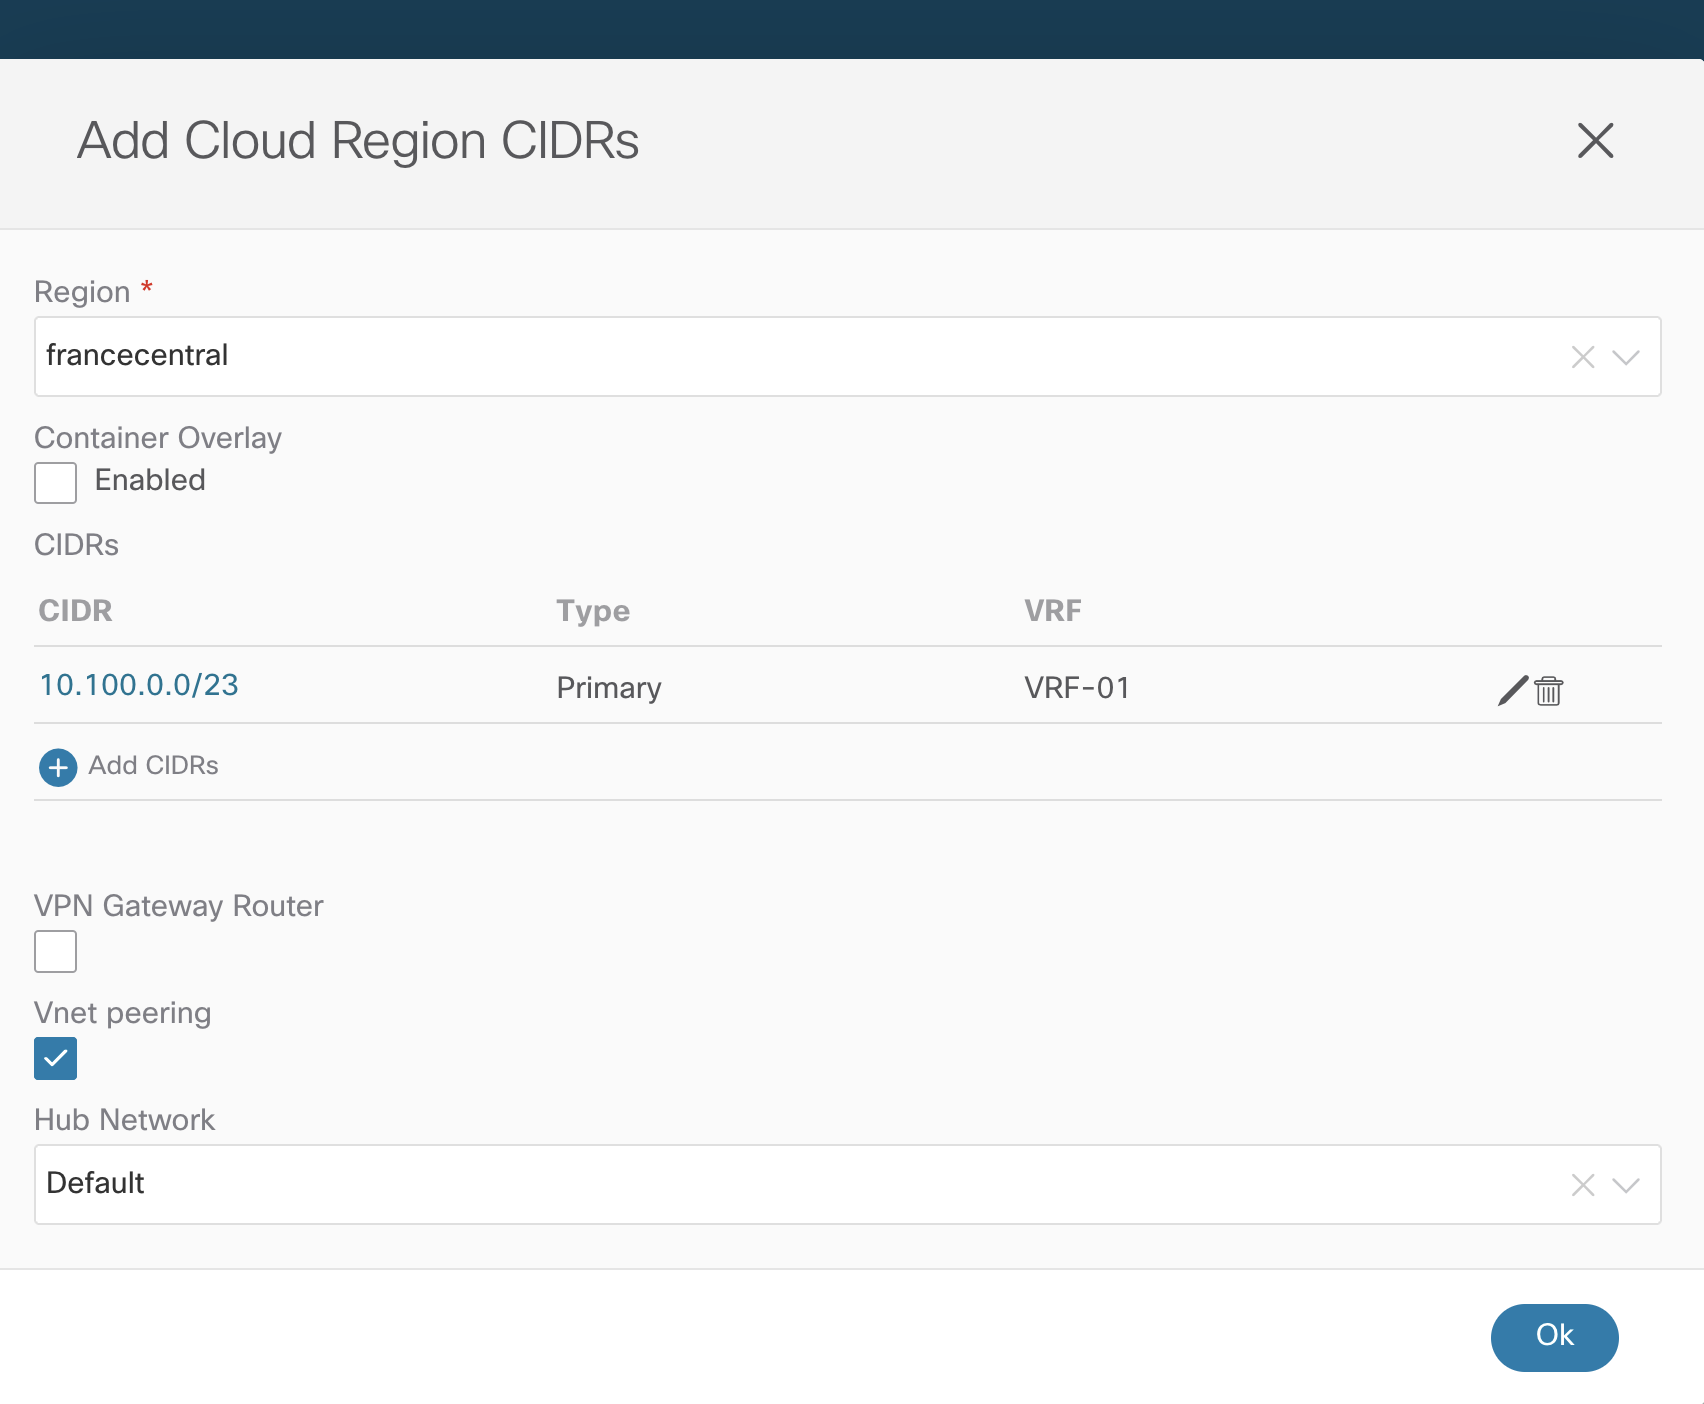 Add Cloud Region CIDRs
Region *
francecentral
Container Overlay
Enabled
CIDRs
CIDR Type VRF
10.100.0.0/23 Primary VRF-01
Add CIDRs
VPN Gateway Router
Vnet peering
Hub Network
Default
Ok